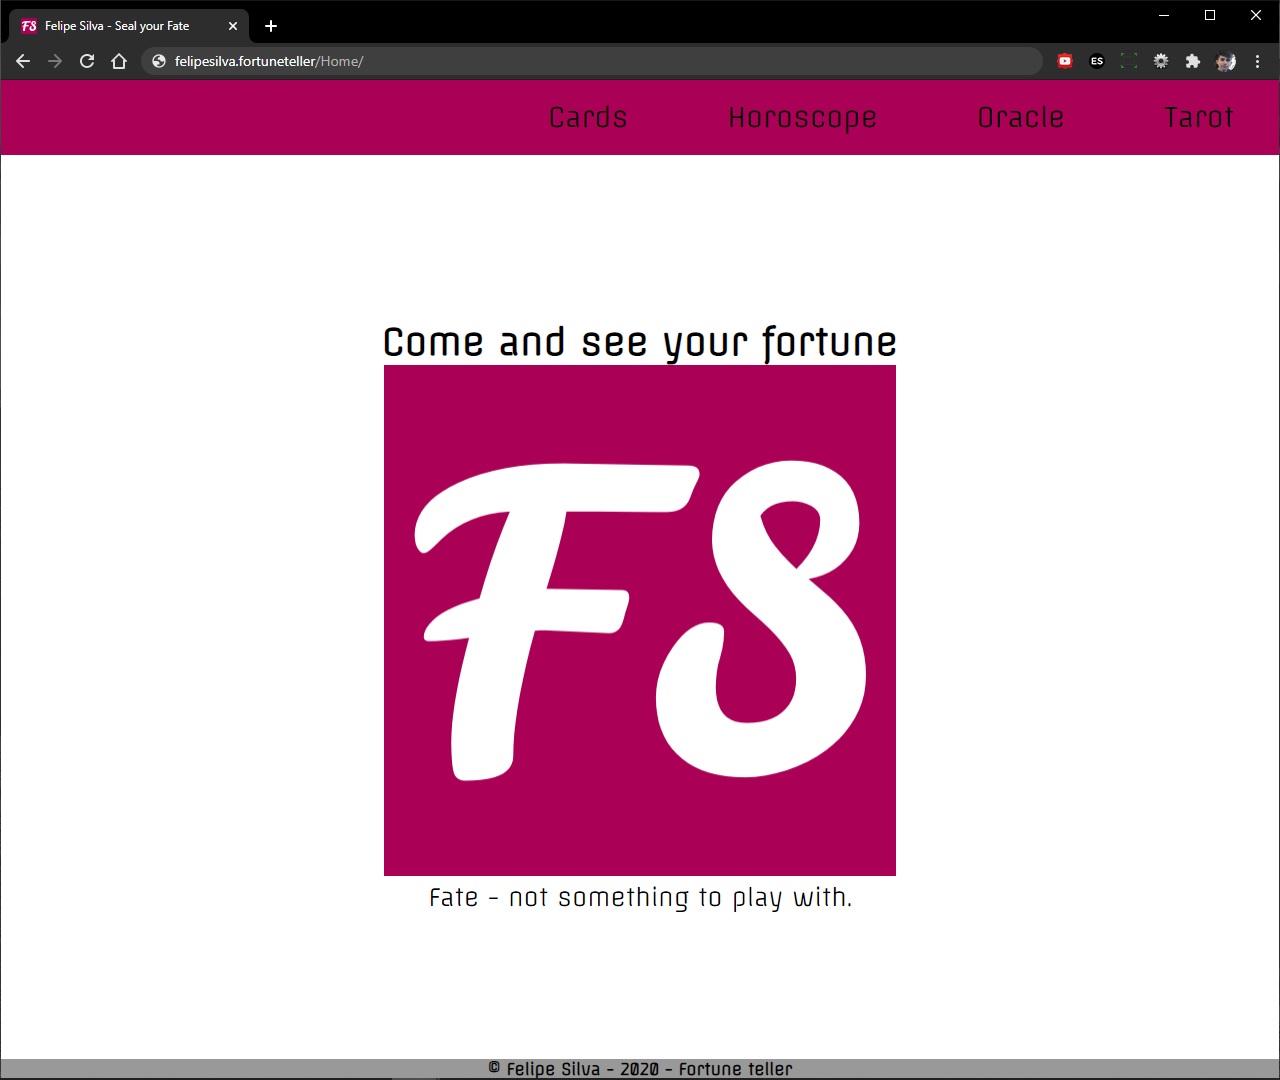 FS Felipe Silva - Seal your Fate
felipesilva.fortuneteller/Home/
ES
Cards Horoscope Oracle Tarot
Come and see your fortune
FS
Fate - not something to play with.
© Felipe Silva - 2020 - Fortune teller